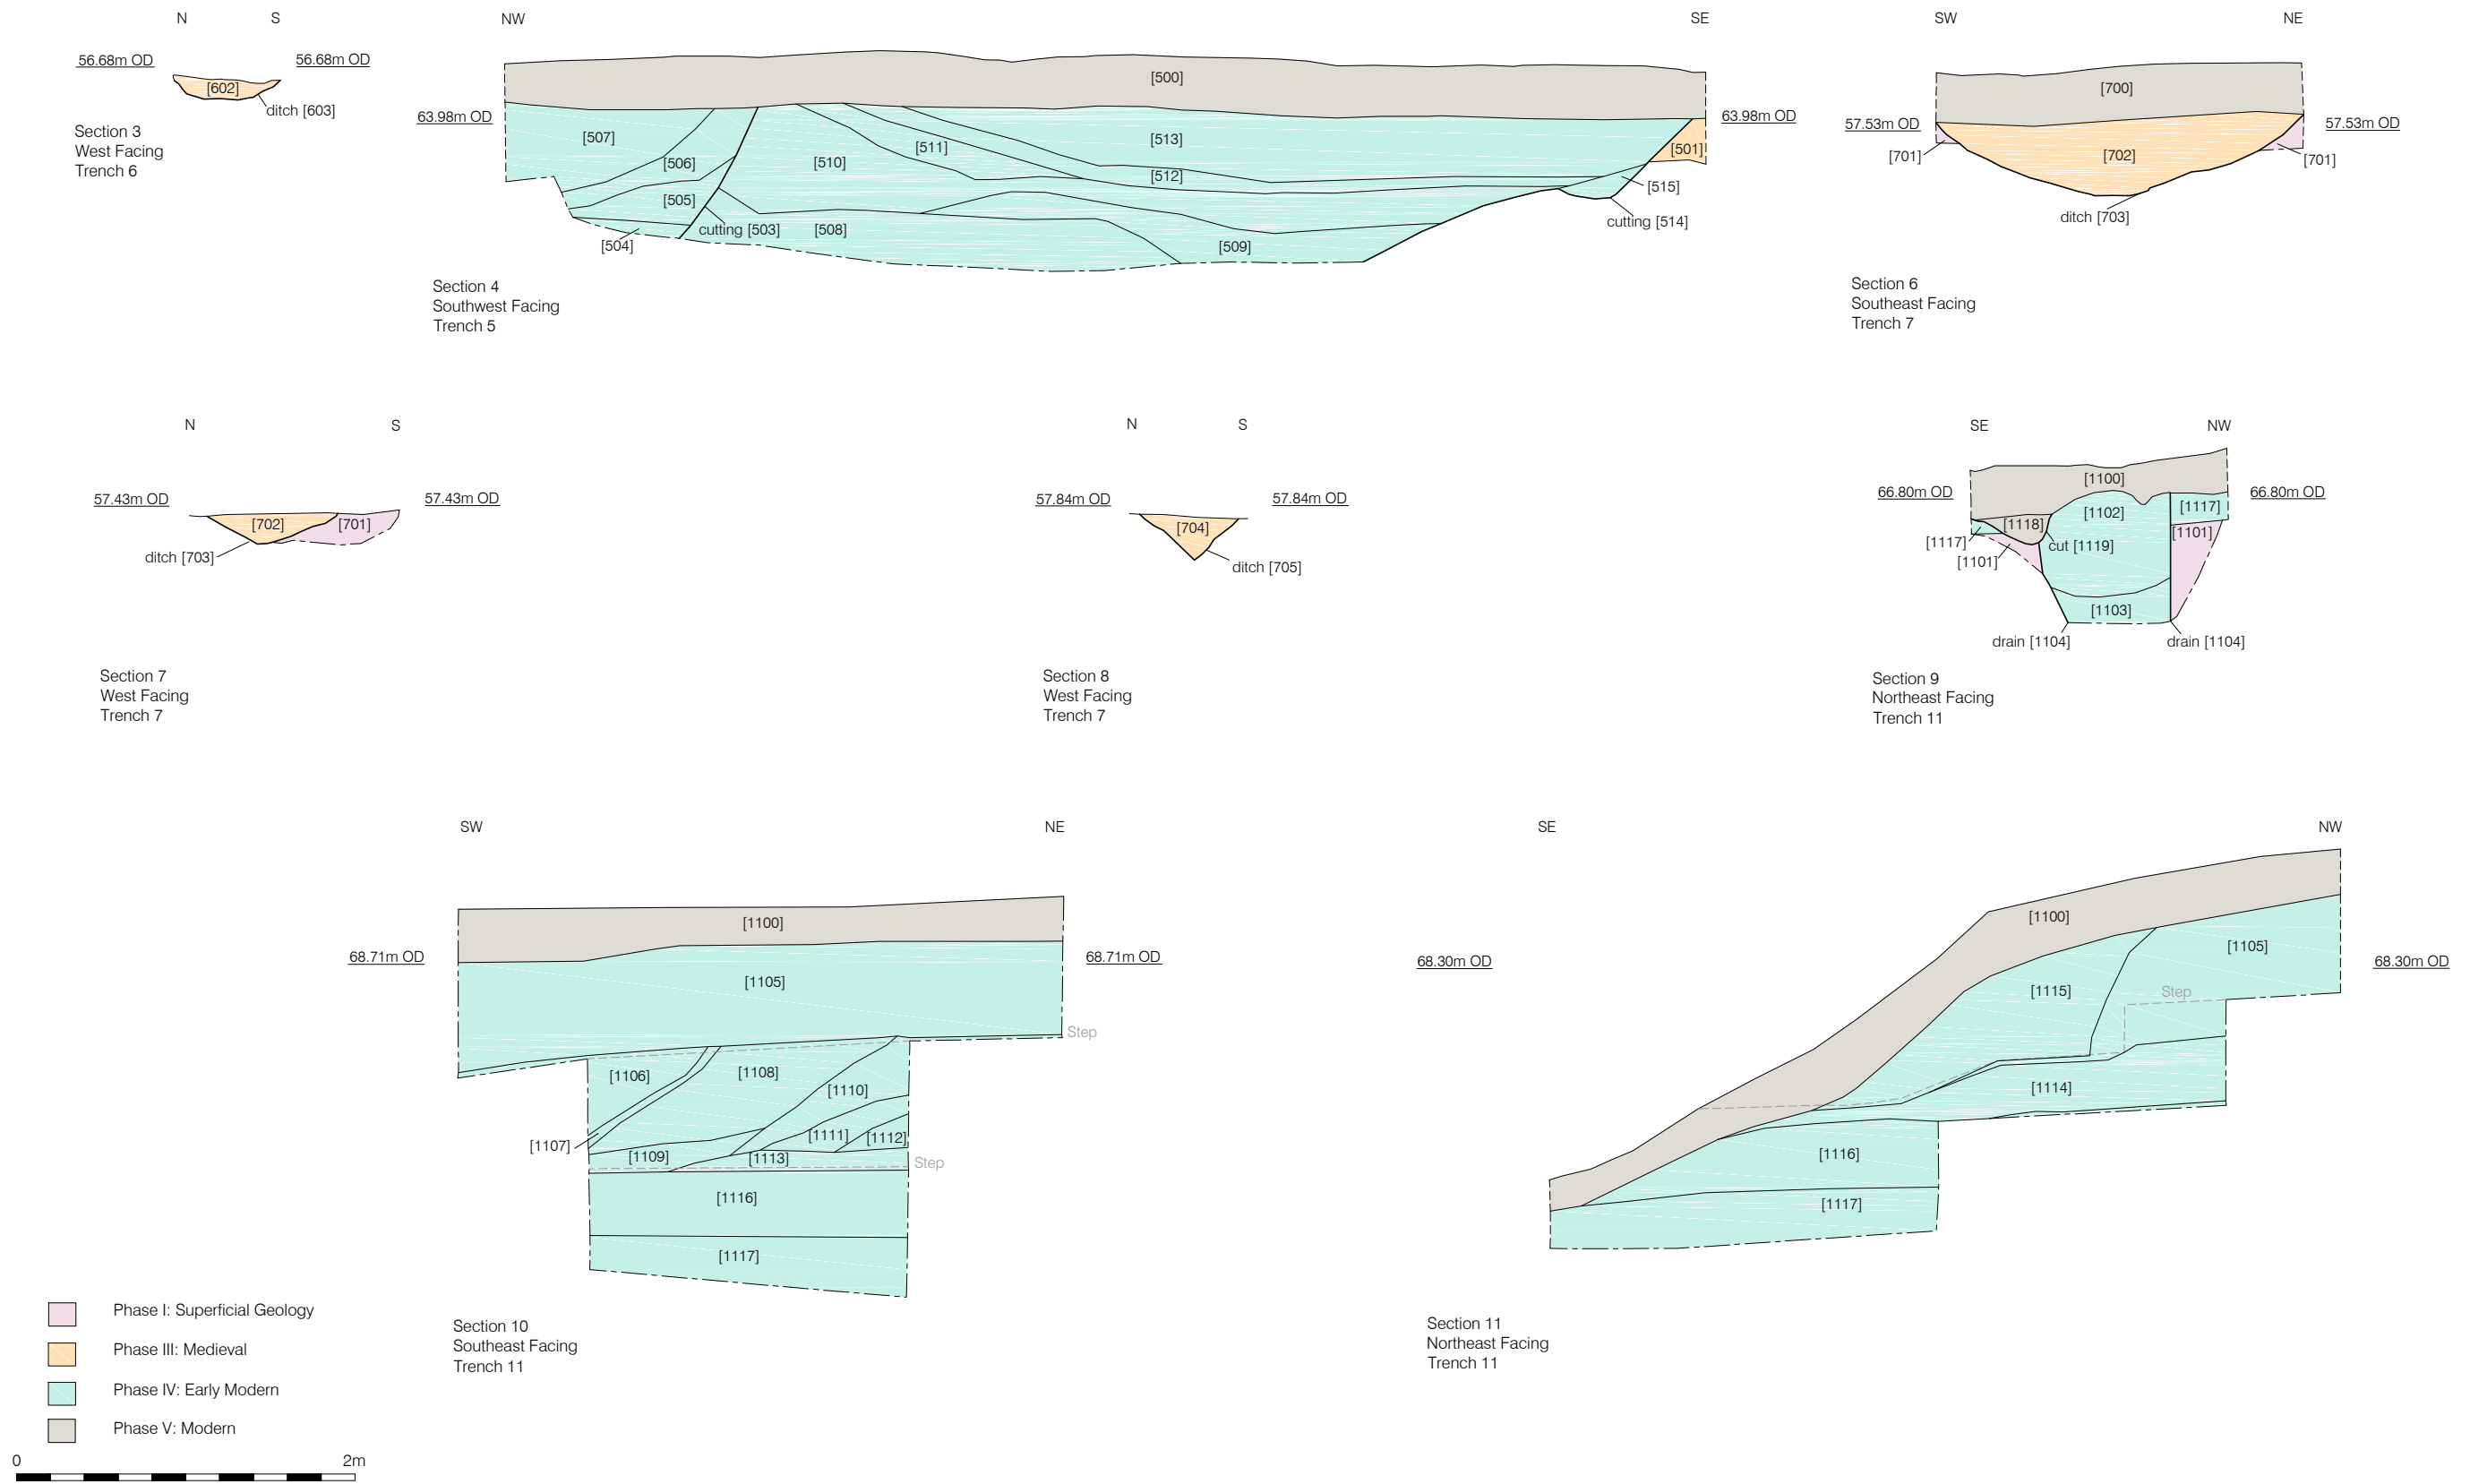 N S
56.68m OD 56.68m OD
[602]
ditch [603]
Section 3
West Facing
Trench 6
NW SE
[500]
63.98m OD 63.98m OD
[507]
[513]
[501]
[511]
[506]
[510]
[512]
[515]
[505]
cutting [514]
cutting [503]
[508]
[504]
[509]
Section 4
Southwest Facing
Trench 5
SW NE
[700]
57.53m OD 57.53m OD
[701]
[702]
[701]
ditch [703]
Section 6
Southeast Facing
Trench 7
N S
57.43m OD 57.43m OD
[702] [701]
ditch [703]
Section 7
West Facing
Trench 7
N S
57.84m OD 57.84m OD
[704]
ditch [705]
Section 8
West Facing
Trench 7
SE NW
[1100]
66.80m OD 66.80m OD
[1117]
[1102]
[1118]
[1101]
[1117]
cut [1119]
[1101]
[1103]
drain [1104] drain [1104]
Section 9
Northeast Facing
Trench 11
SW NE
[1100]
68.71m OD 68.71m OD
[1105]
Step
[1106] [1108]
[1110]
[1111] [1112]
[1107]
[1109] [1113]
Step
[1116]
[1117]
Section 10
Southeast Facing
Trench 11
SE NW
[1100]
[1105]
68.30m OD 68.30m OD
[1115] Step
[1114]
[1116]
[1117]
Section 11
Northeast Facing
Trench 11
Phase I: Superficial Geology
Phase III: Medieval
Phase IV: Early Modern
Phase V: Modern
0 2m